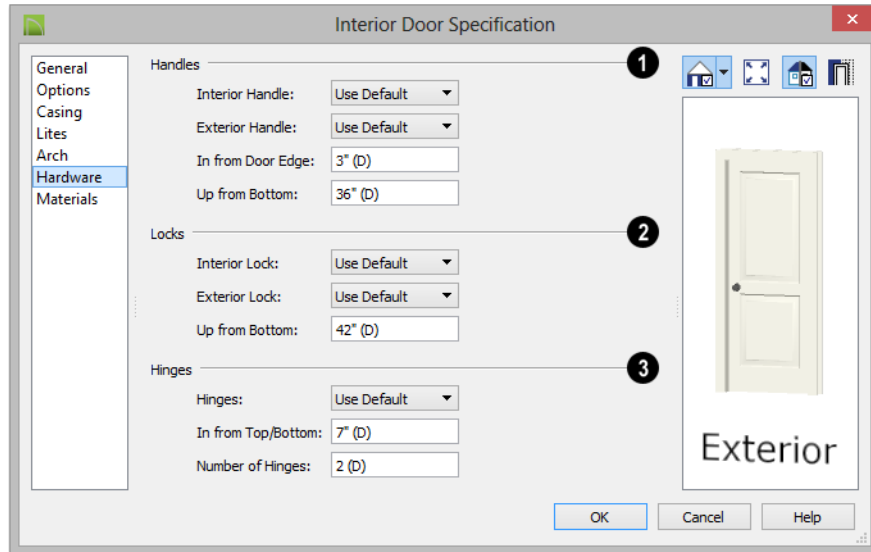 Interior Door Specification
General
Options
Casing
Lites
Arch
Hardware
Materials
Handles 1
Interior Handle: Use Default
Exterior Handle: Use Default
In from Door Edge: 3" (D)
Up from Bottom: 36" (D)
Locks 2
Interior Lock: Use Default
Exterior Lock: Use Default
Up from Bottom: 42" (D)
Hinges 3
Hinges: Use Default
In from Top/Bottom: 7" (D)
Number of Hinges: 2 (D)
Exterior
OK Cancel Help